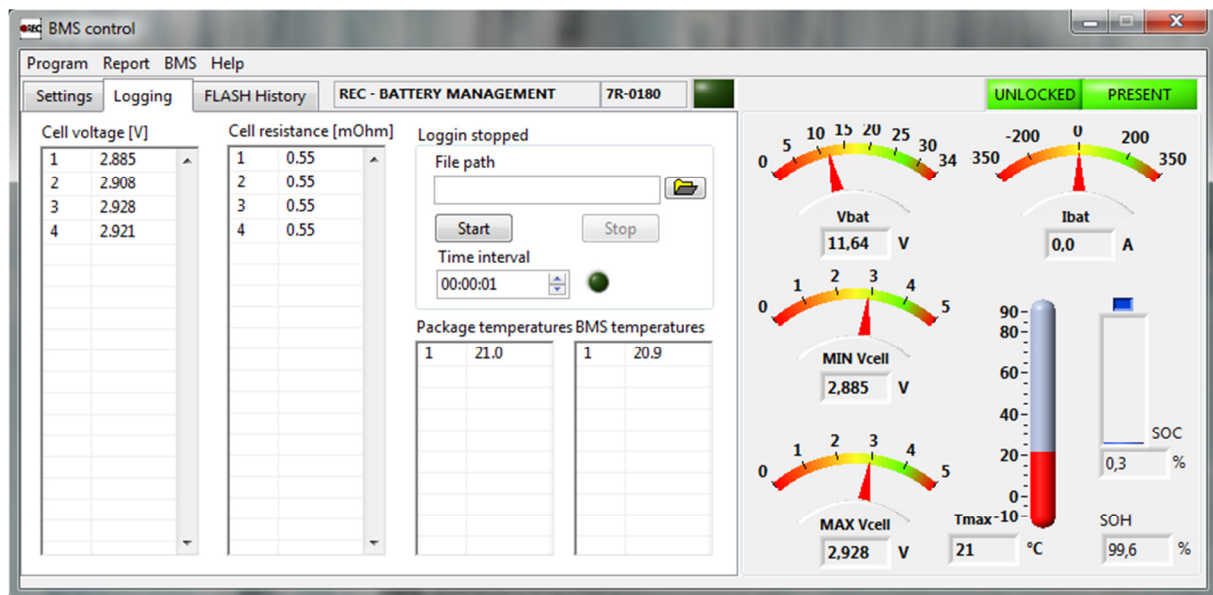 REC BMS control
Program Report BMS Help
Settings Logging FLASH History REC - BATTERY MANAGEMENT 7R-0180 UNLOCKED PRESENT
Cell voltage [V]
1 2.885
2 2.908
3 2.928
4 2.921
Cell resistance [mOhm]
1 0.55
2 0.55
3 0.55
4 0.55
Loggin stopped
File path
Start Stop
Time interval
00:00:01
Package temperatures
1 21.0
BMS temperatures
1 20.9
0 5 10 15 20 25 30 34
Vbat
11,64 V
350 -200 0 200 350
Ibat
0,0 A
0 1 2 3 4 5
MIN Vcell
2,885 V
0 1 2 3 4 5
MAX Vcell
2,928 V
90
80
60
40
20
0
-10
Tmax
21 °C
SOC
0,3 %
SOH
99,6 %